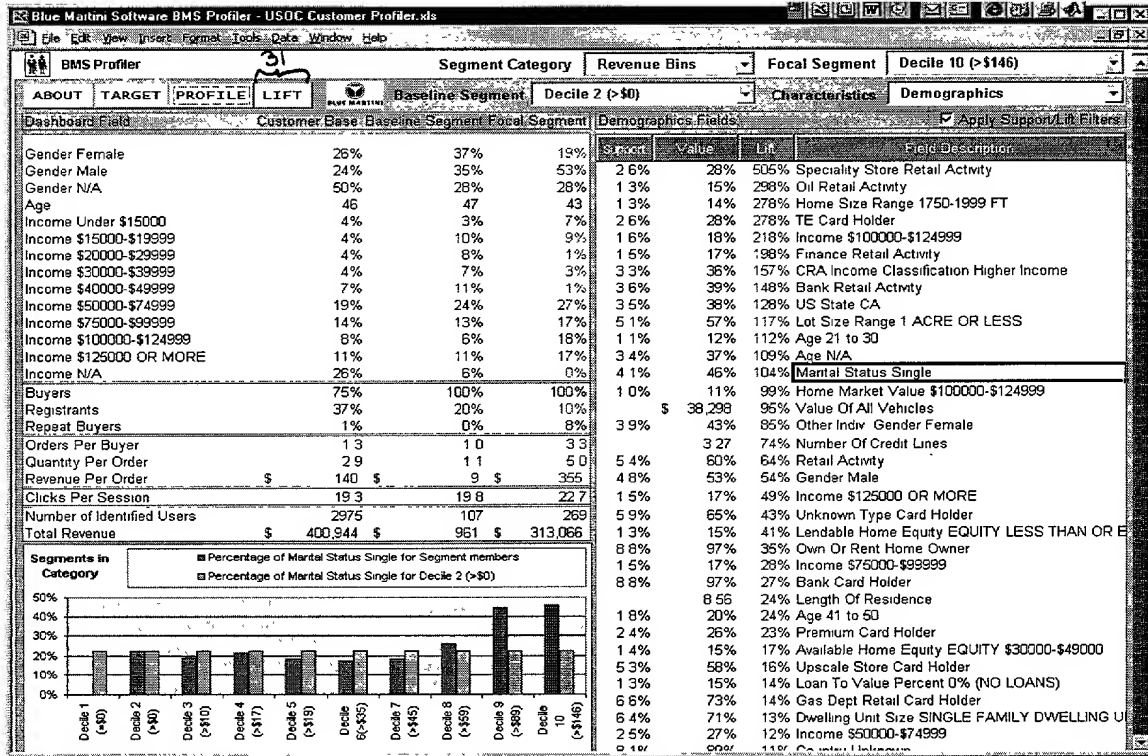 Blue Martini Software BMS Profiler - USOC Customer Profiler.xls
File Edit View Insert Format Tools Data Window Help
31
BMS Profiler Segment Category Revenue Bins Focal Segment Decile 10 (>$146)
ABOUT TARGET PROFILE LIFT BLUE MARTINI Baseline Segment Decile 2 (>$0) Characteristics Demographics
Dashboard Field Customer Base Baseline Segment Focal Segment
Gender Female 26% 37% 19%
Gender Male 24% 35% 53%
Gender N/A 50% 28% 28%
Age 46 47 43
Income Under $15000 4% 3% 7%
Income $15000-$19999 4% 10% 9%
Income $20000-$29999 4% 8% 1%
Income $30000-$39999 4% 7% 3%
Income $40000-$49999 7% 11% 1%
Income $50000-$74999 19% 24% 27%
Income $75000-$99999 14% 13% 17%
Income $100000-$124999 8% 6% 18%
Income $125000 OR MORE 11% 11% 17%
Income N/A 26% 6% 0%
Buyers 75% 100% 100%
Registrants 37% 20% 10%
Repeat Buyers 1% 0% 8%
Orders Per Buyer 1 3 1 0 3 3
Quantity Per Order 2 9 1 1 5 0
Revenue Per Order $ 140 $ 9 $ 355
Clicks Per Session 19 3 19 8 22 7
Number of Identified Users 2975 107 269
Total Revenue $ 400,944 $ 961 $ 313,066
Segments in Category
Percentage of Marital Status Single for Segment members
Percentage of Marital Status Single for Decile 2 (>$0)
50%
40%
30%
20%
10%
0%
Decile 1 (>$0)
Decile 2 (>$0)
Decile 3 (>$10)
Decile 4 (>$17)
Decile 5 (>$19)
Decile 6(>$35)
Decile 7 (>$45)
Decile 8 (>$59)
Decile 9 (>$89)
Decile 10 (>$146)
Demographics Fields Apply Support/Lift Filters
Support Value Lift Field Description
2 6% 28% 505% Speciality Store Retail Activity
1 3% 15% 298% Oil Retail Activity
1 3% 14% 278% Home Size Range 1750-1999 FT
2 6% 28% 278% TE Card Holder
1 6% 18% 218% Income $100000-$124999
1 5% 17% 198% Finance Retail Activity
3 3% 36% 157% CRA Income Classification Higher Income
3 6% 39% 148% Bank Retail Activity
3 5% 38% 128% US State CA
5 1% 57% 117% Lot Size Range 1 ACRE OR LESS
1 1% 12% 112% Age 21 to 30
3 4% 37% 109% Age N/A
4 1% 46% 104% Marital Status Single
1 0% 11% 99% Home Market Value $100000-$124999
$ 38,298 95% Value Of All Vehicles
3 9% 43% 85% Other Indiv Gender Female
3 27 74% Number Of Credit Lines
5 4% 60% 64% Retail Activity
4 8% 53% 54% Gender Male
1 5% 17% 49% Income $125000 OR MORE
5 9% 65% 43% Unknown Type Card Holder
1 3% 15% 41% Lendable Home Equity EQUITY LESS THAN OR E
8 8% 97% 35% Own Or Rent Home Owner
1 5% 17% 28% Income $75000-$99999
8 8% 97% 27% Bank Card Holder
8 56 24% Length Of Residence
1 8% 20% 24% Age 41 to 50
2 4% 26% 23% Premium Card Holder
1 4% 15% 17% Available Home Equity EQUITY $30000-$49000
5 3% 58% 16% Upscale Store Card Holder
1 3% 15% 14% Loan To Value Percent 0% (NO LOANS)
6 6% 73% 14% Gas Dept Retail Card Holder
6 4% 71% 13% Dwelling Unit Size SINGLE FAMILY DWELLING U
2 5% 27% 12% Income $50000-$74999